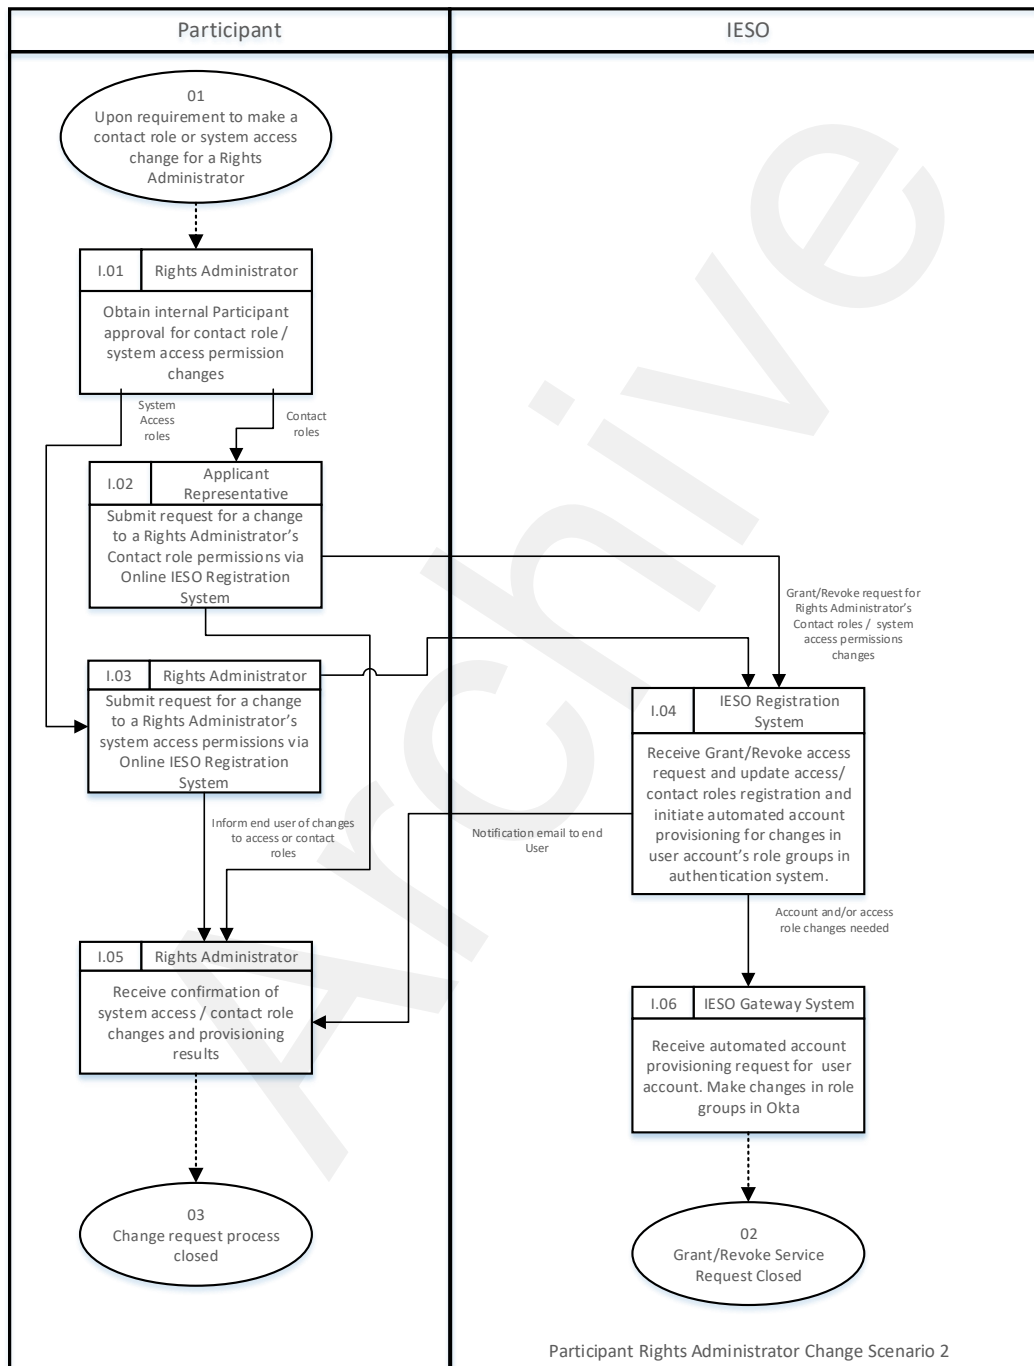 Participant
IESO
01
Upon requirement to make a
contact role or system access
change for a Rights
Administrator
I.01
Rights Administrator
Obtain internal Participant
approval for contact role /
system access permission
changes
System
Access
roles
Contact
roles
I.02
Applicant
Representative
Submit request for a change
to a Rights Administrator's
Contact role permissions via
Online IESO Registration
System
Grant/Revoke request for
Rights Administrator's
Contact roles / system
access permissions
changes
I.03
Rights Administrator
Submit request for a change
to a Rights Administrator's
system access permissions via
Online IESO Registration
System
I.04
IESO Registration
System
Receive Grant/Revoke access
request and update access/
contact roles registration and
initiate automated account
provisioning for changes in
user account's role groups in
authentication system.
Inform end user of changes
to access or contact
roles
Notification email to end
User
Account and/or access
role changes needed
I.05
Rights Administrator
Receive confirmation of
system access / contact role
changes and provisioning
results
I.06
IESO Gateway System
Receive automated account
provisioning request for user
account. Make changes in role
groups in Okta
03
Change request process
closed
02
Grant/Revoke Service
Request Closed
Participant Rights Administrator Change Scenario 2
Archive